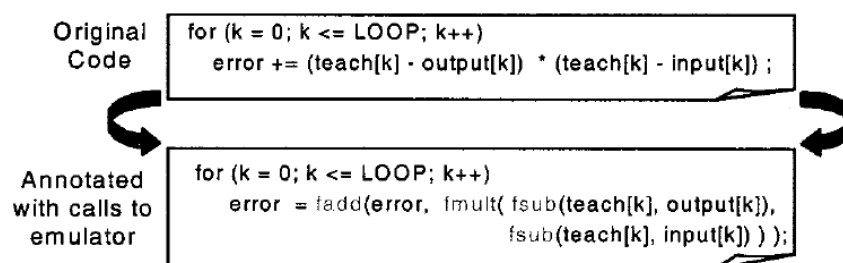 Original
Code
for (k = 0; k <= LOOP; k++)
error += (teach[k] - output[k]) * (teach[k] - input[k]) ;
Annotated
with calls to
emulator
for (k = 0; k <= LOOP; k++)
error = fadd(error, fmult( fsub(teach[k], output[k]),
fsub(teach[k], input[k]) ) );